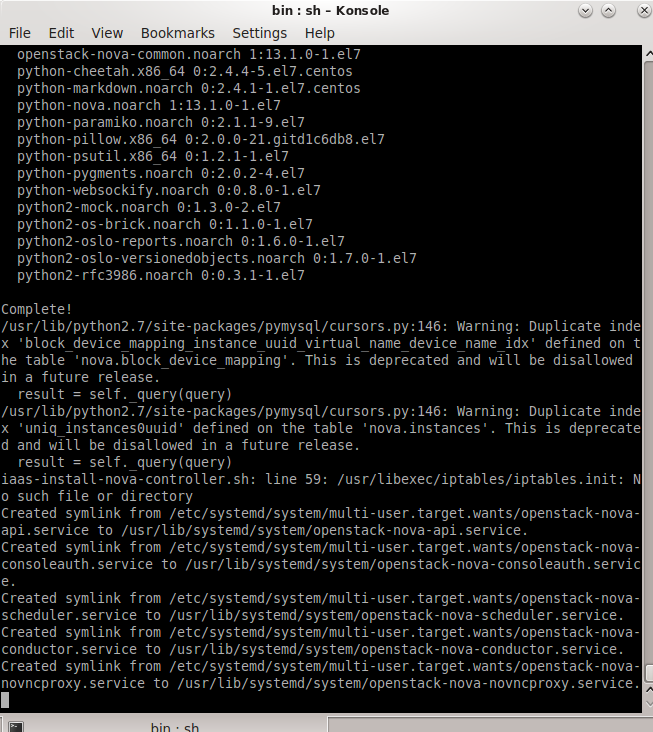 bin : sh – Konsole
File Edit View Bookmarks Settings Help
openstack-nova-common.noarch 1:13.1.0-1.el7
python-cheetah.x86_64 0:2.4.4-5.el7.centos
python-markdown.noarch 0:2.4.1-1.el7.centos
python-nova.noarch 1:13.1.0-1.el7
python-paramiko.noarch 0:2.1.1-9.el7
python-pillow.x86_64 0:2.0.0-21.gitd1c6db8.el7
python-psutil.x86_64 0:1.2.1-1.el7
python-pygments.noarch 0:2.0.2-4.el7
python-websockify.noarch 0:0.8.0-1.el7
python2-mock.noarch 0:1.3.0-2.el7
python2-os-brick.noarch 0:1.1.0-1.el7
python2-oslo-reports.noarch 0:1.6.0-1.el7
python2-oslo-versionedobjects.noarch 0:1.7.0-1.el7
python2-rfc3986.noarch 0:0.3.1-1.el7
Complete!
/usr/lib/python2.7/site-packages/pymysql/cursors.py:146: Warning: Duplicate inde
x 'block_device_mapping_instance_uuid_virtual_name_device_name_idx' defined on t
he table 'nova.block_device_mapping'. This is deprecated and will be disallowed
in a future release.
result = self._query(query)
/usr/lib/python2.7/site-packages/pymysql/cursors.py:146: Warning: Duplicate inde
x 'uniq_instances0uuid' defined on the table 'nova.instances'. This is deprecate
d and will be disallowed in a future release.
result = self._query(query)
iaas-install-nova-controller.sh: line 59: /usr/libexec/iptables/iptables.init: N
o such file or directory
Created symlink from /etc/systemd/system/multi-user.target.wants/openstack-nova-
api.service to /usr/lib/systemd/system/openstack-nova-api.service.
Created symlink from /etc/systemd/system/multi-user.target.wants/openstack-nova-
consoleauth.service to /usr/lib/systemd/system/openstack-nova-consoleauth.servic
e.
Created symlink from /etc/systemd/system/multi-user.target.wants/openstack-nova-
scheduler.service to /usr/lib/systemd/system/openstack-nova-scheduler.service.
Created symlink from /etc/systemd/system/multi-user.target.wants/openstack-nova-
conductor.service to /usr/lib/systemd/system/openstack-nova-conductor.service.
Created symlink from /etc/systemd/system/multi-user.target.wants/openstack-nova-
novncproxy.service to /usr/lib/systemd/system/openstack-nova-novncproxy.service.
bin : sh